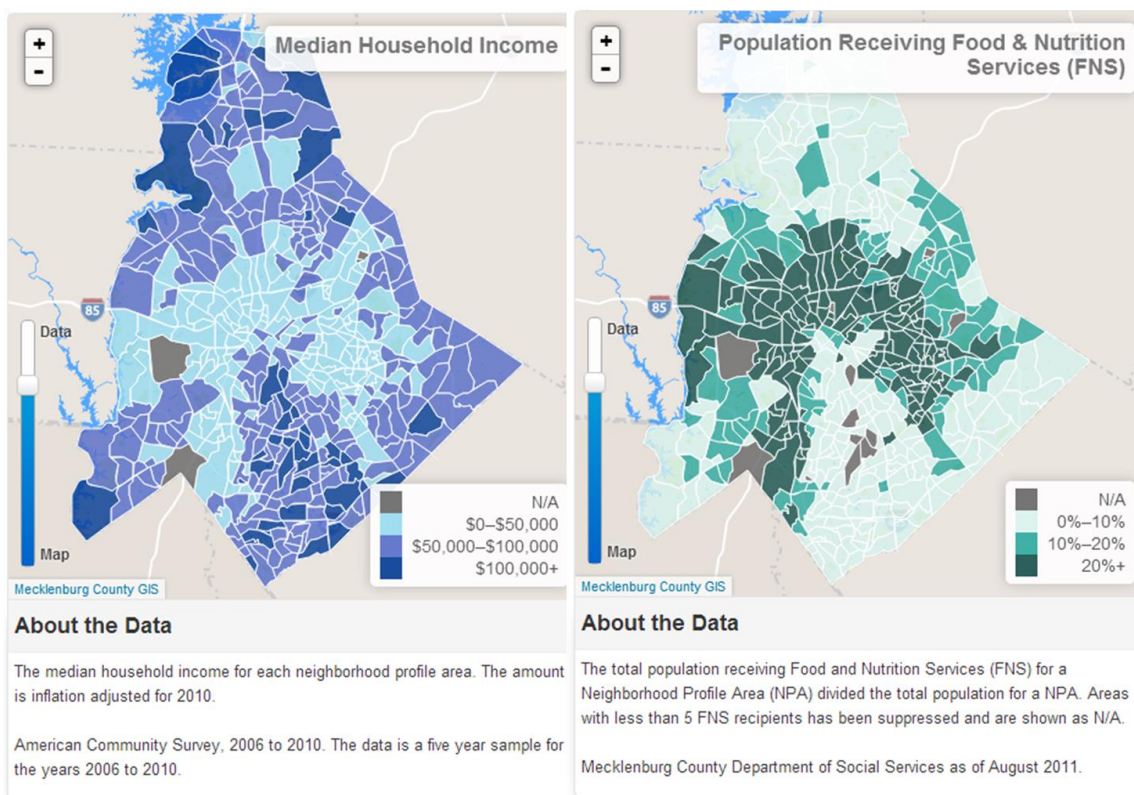 +
-
Median Household Income
85
Data
Map
N/A
$0–$50,000
$50,000–$100,000
$100,000+
Mecklenburg County GIS
About the Data
The median household income for each neighborhood profile area. The amount
is inflation adjusted for 2010.
American Community Survey, 2006 to 2010. The data is a five year sample for
the years 2006 to 2010.
+
-
Population Receiving Food & Nutrition
Services (FNS)
85
Data
Map
N/A
0%–10%
10%–20%
20%+
Mecklenburg County GIS
About the Data
The total population receiving Food and Nutrition Services (FNS) for a
Neighborhood Profile Area (NPA) divided the total population for a NPA. Areas
with less than 5 FNS recipients has been suppressed and are shown as N/A.
Mecklenburg County Department of Social Services as of August 2011.